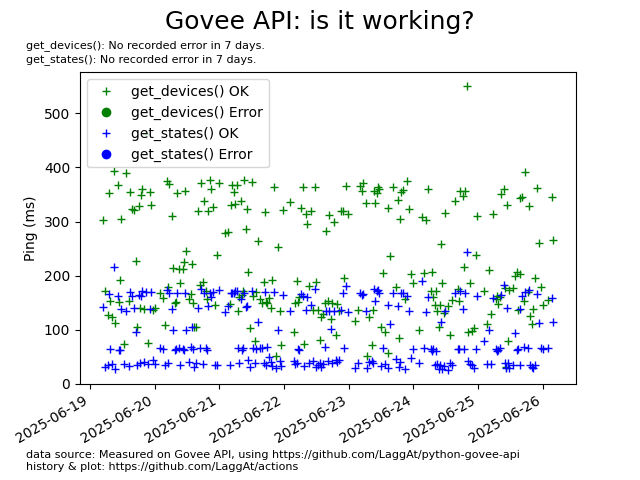 Govee API: is it working?
get_devices(): No recorded error in 7 days.
get_states(): No recorded error in 7 days.
get_devices() OK
get_devices() Error
get_states() OK
get_states() Error
Ping (ms)
500
400
300
200
100
0
2025-06-19
2025-06-20
2025-06-21
2025-06-22
2025-06-23
2025-06-24
2025-06-25
2025-06-26
data source: Measured on Govee API, using https://github.com/LaggAt/python-govee-api
history & plot: https://github.com/LaggAt/actions